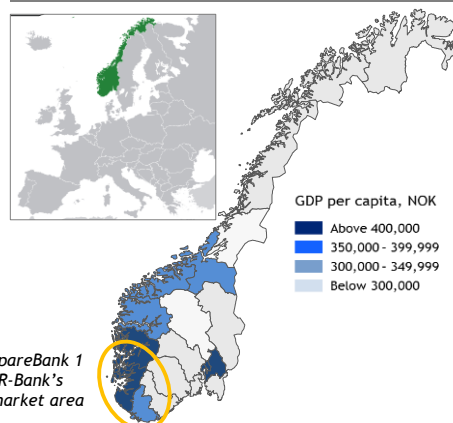 GDP per capita, NOK
Above 400,000
350,000 - 399,999
300,000 - 349,999
Below 300,000
pareBank 1
R-Bank's
market area